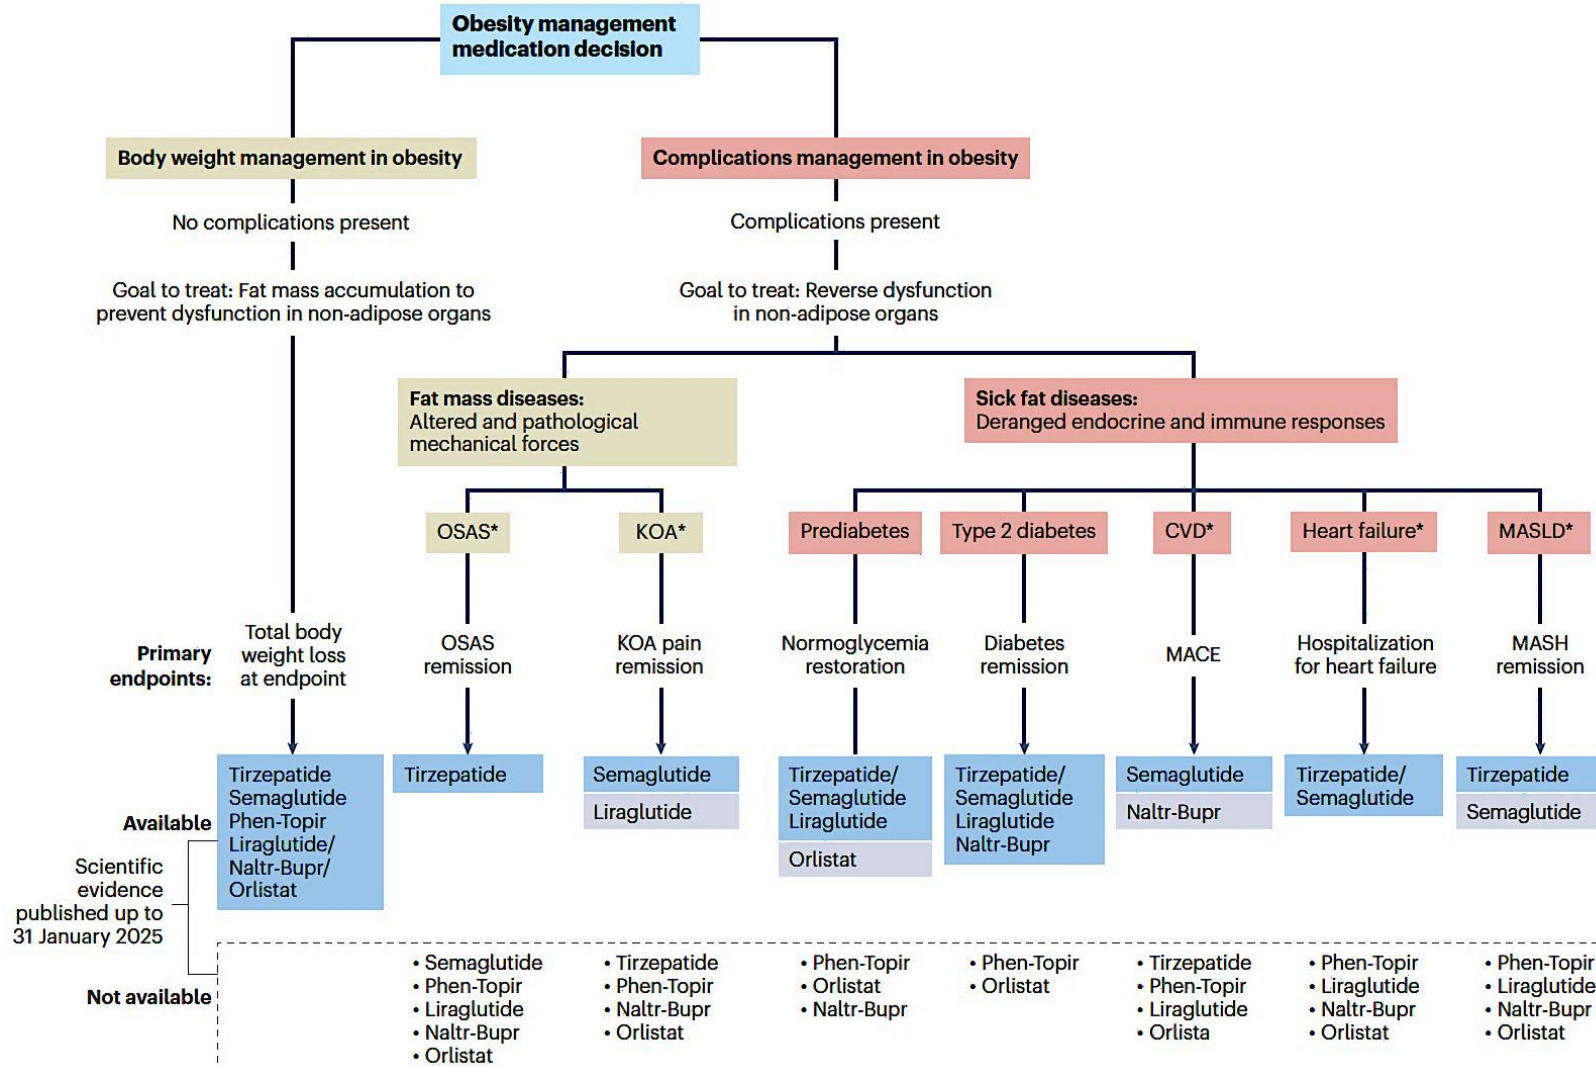 Obesity management
medication decision
Body weight management in obesity
Complications management in obesity
No complications present
Complications present
Goal to treat: Fat mass accumulation to
prevent dysfunction in non-adipose organs
Goal to treat: Reverse dysfunction
in non-adipose organs
Fat mass diseases:
Altered and pathological
mechanical forces
Sick fat diseases:
Deranged endocrine and immune responses
OSAS*
KOA*
Prediabetes
Type 2 diabetes
CVD*
Heart failure*
MASLD*
Primary
endpoints:
Total body
weight loss
at endpoint
OSAS
remission
KOA pain
remission
Normoglycemia
restoration
Diabetes
remission
MACE
Hospitalization
for heart failure
MASH
remission
Available
Tirzepatide
Semaglutide
Phen-Topir
Liraglutide/
Naltr-Bupr/
Orlistat
Tirzepatide
Semaglutide
Liraglutide
Tirzepatide/
Semaglutide
Liraglutide
Orlistat
Tirzepatide/
Semaglutide
Liraglutide
Naltr-Bupr
Semaglutide
Naltr-Bupr
Tirzepatide/
Semaglutide
Tirzepatide
Semaglutide
Scientific
evidence
published up to
31 January 2025
Not available
• Semaglutide
• Phen-Topir
• Liraglutide
• Naltr-Bupr
• Orlistat
• Tirzepatide
• Phen-Topir
• Naltr-Bupr
• Orlistat
• Phen-Topir
• Orlistat
• Naltr-Bupr
• Phen-Topir
• Orlistat
• Tirzepatide
• Phen-Topir
• Liraglutide
• Orlista
• Phen-Topir
• Liraglutide
• Naltr-Bupr
• Orlistat
• Phen-Topir
• Liraglutide
• Naltr-Bupr
• Orlistat